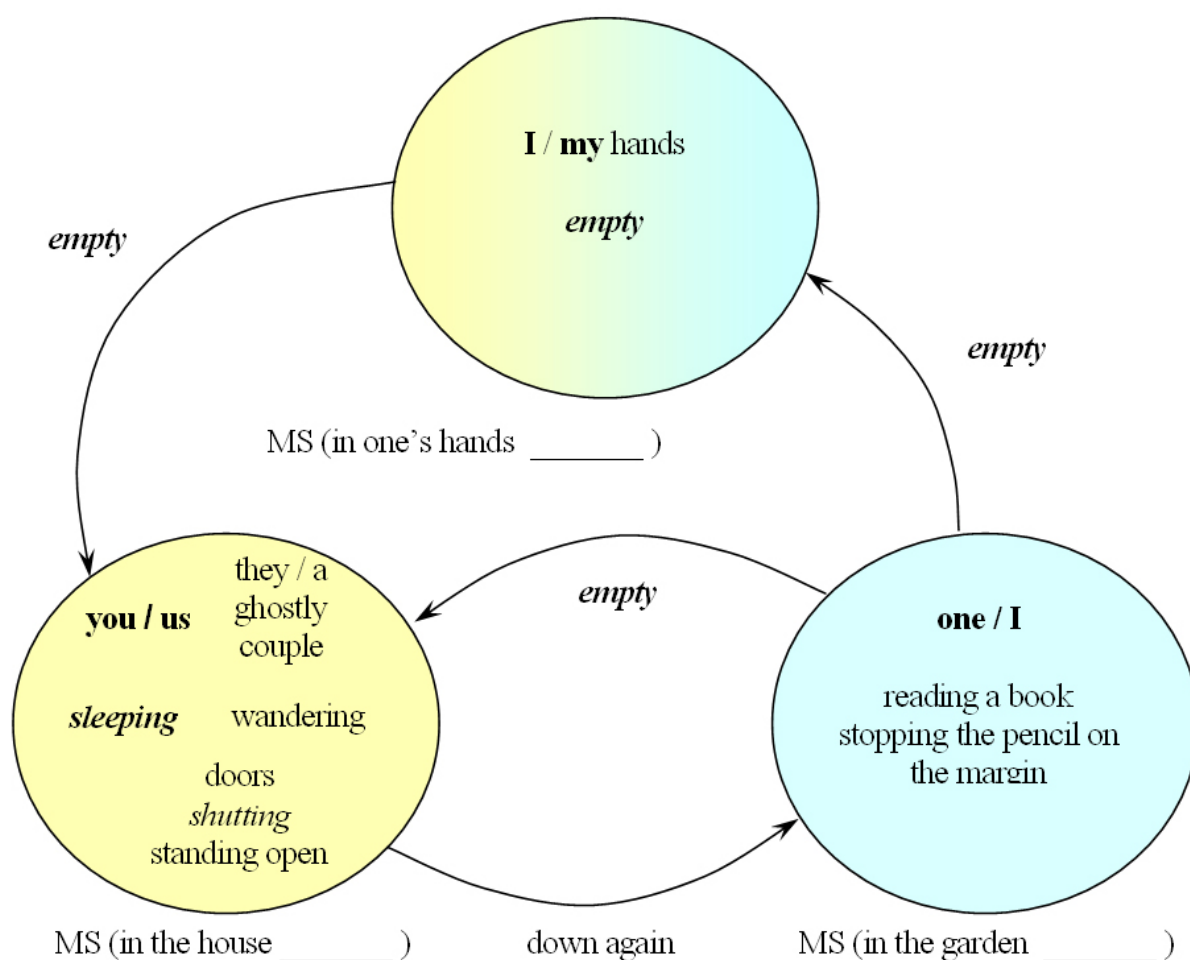 I / my hands
empty
empty
empty
MS (in one’s hands _______ )
they / a
ghostly
couple
you / us
sleeping
wandering
doors
shutting
standing open
empty
one / I
reading a book
stopping the pencil on
the margin
MS (in the house ________ )
down again
MS (in the garden _______ )